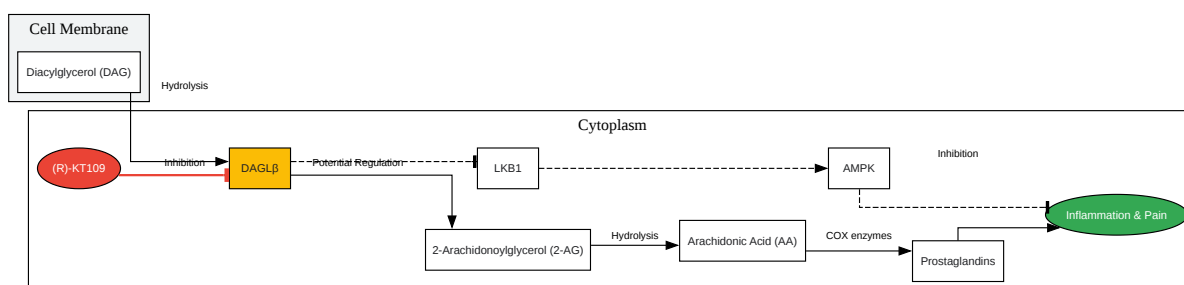 Cell Membrane
Diacylglycerol (DAG)
Hydrolysis
Cytoplasm
(R)-KT109
Inhibition
DAGLβ
Potential Regulation
LKB1
AMPK
Inhibition
Inflammation & Pain
2-Arachidonoylglycerol (2-AG)
Hydrolysis
Arachidonic Acid (AA)
COX enzymes
Prostaglandins